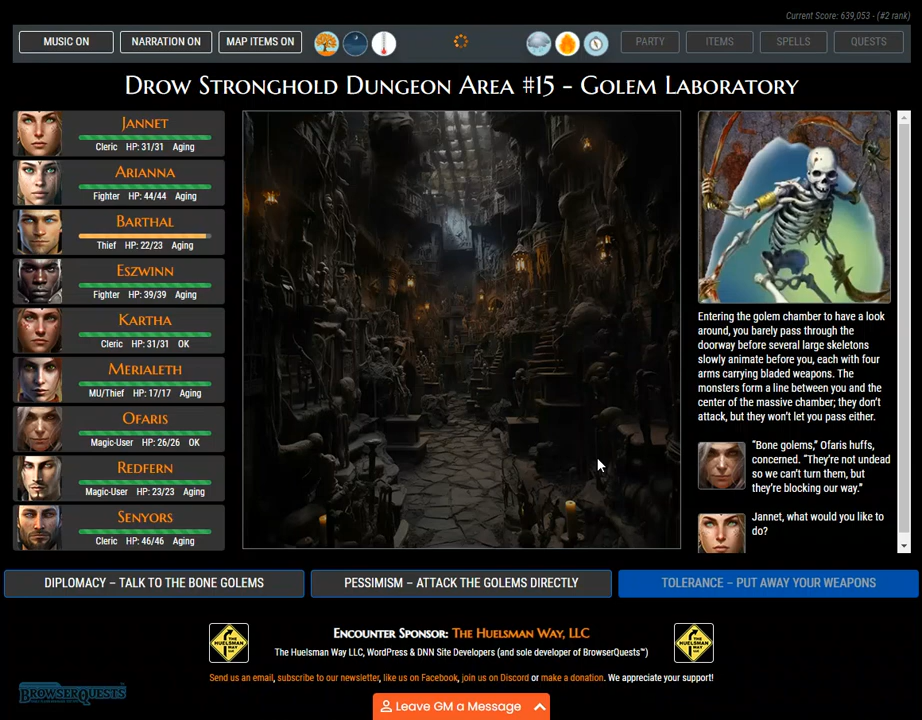 Current Score: 639,053 - (#2 rank)
MUSIC ON
NARRATION ON
MAP ITEMS ON
PARTY
ITEMS
SPELLS
QUESTS
Drow Stronghold Dungeon Area #15 - Golem Laboratory
Jannet
Cleric HP: 31/31 Aging
Arianna
Fighter HP: 44/44 Aging
Barthal
Thief HP: 22/23 Aging
Eszwinn
Fighter HP: 39/39 Aging
Kartha
Cleric HP: 31/31 OK
Merialeth
MU/Thief HP: 17/17 Aging
Ofaris
Magic-User HP: 26/26 OK
Redfern
Magic-User HP: 23/23 Aging
Senyors
Cleric HP: 46/46 Aging
Entering the golem chamber to have a look
around, you barely pass through the
doorway before several large skeletons
slowly animate before you, each with four
arms carrying bladed weapons. The
monsters form a line between you and the
center of the massive chamber; they don't
attack, but they won't let you pass either.
"Bone golems," Ofaris huffs,
concerned. "They're not undead
so we can't turn them, but
they're blocking our way."
Jannet, what would you like to
do?
DIPLOMACY – TALK TO THE BONE GOLEMS
PESSIMISM – ATTACK THE GOLEMS DIRECTLY
TOLERANCE – PUT AWAY YOUR WEAPONS
THE HUELSMAN WAY
Encounter Sponsor: The Huelsman Way, LLC
The Huelsman Way LLC, WordPress & DNN Site Developers (and sole developer of BrowserQuests™)
THE HUELSMAN WAY
Send us an email, subscribe to our newsletter, like us on Facebook, join us on Discord or make a donation. We appreciate your support!
BrowserQuests
Leave GM a Message